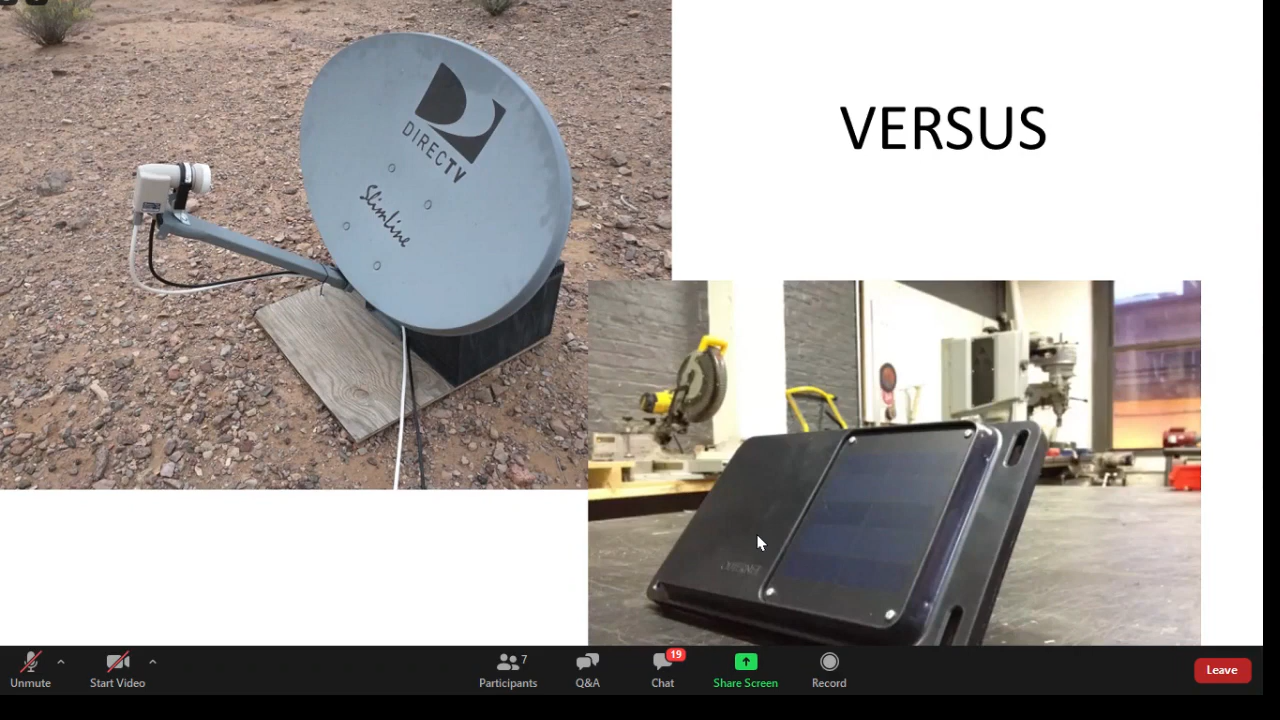 DIRECTV
Slimline
VERSUS
Unmute
Start Video
7
Participants
Q&A
19
Chat
Share Screen
Record
Leave